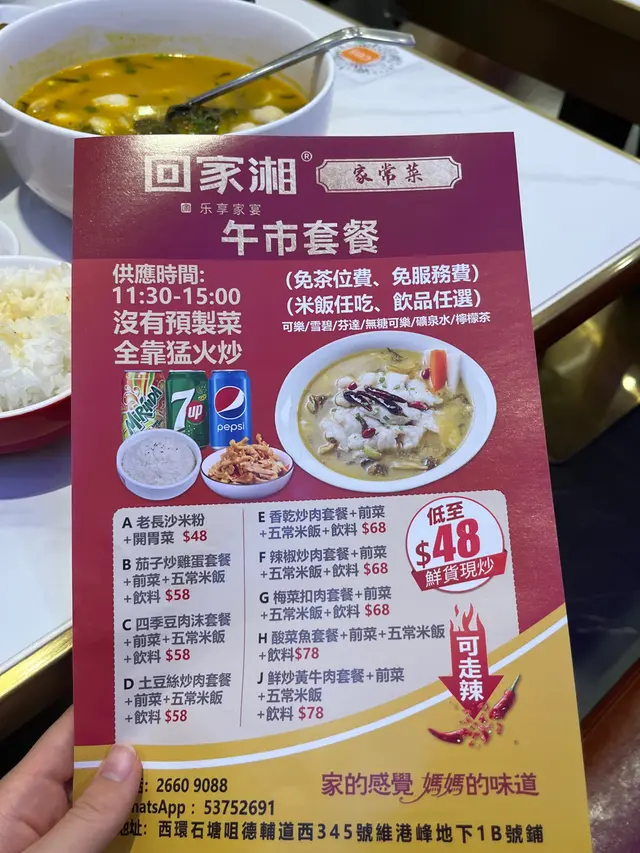 回家湘®
家常菜
乐享家宴
午市套餐
供應時間:
11:30-15:00
沒有預製菜
全靠猛火炒
(免茶位費、免服務費)
(米飯任吃、飲品任選)
可樂/雪碧/芬達/無糖可樂/礦泉水/檸檬茶
MIRINDA
7up
pepsi
A 老長沙米粉
+開胃菜 $48
B 茄子炒雞蛋套餐
+前菜+五常米飯
+飲料 $58
C 四季豆肉沫套餐
+前菜+五常米飯
+飲料 $58
D 土豆絲炒肉套餐
+前菜+五常米飯
+飲料 $58
E 香乾炒肉套餐+前菜
+五常米飯+飲料 $68
F 辣椒炒肉套餐+前菜
+五常米飯+飲料 $68
G 梅菜扣肉套餐+前菜
+五常米飯+飲料 $68
H 酸菜魚套餐+前菜+五常米飯
+飲料$78
J 鮮炒黃牛肉套餐+前菜
+五常米飯
+飲料 $78
低至
$48
鮮貨現炒
可走辣
家的感覺 媽媽的味道
: 2660 9088
WhatsApp : 53752691
地址: 西環石塘咀德輔道西345號維港峰地下1B號鋪